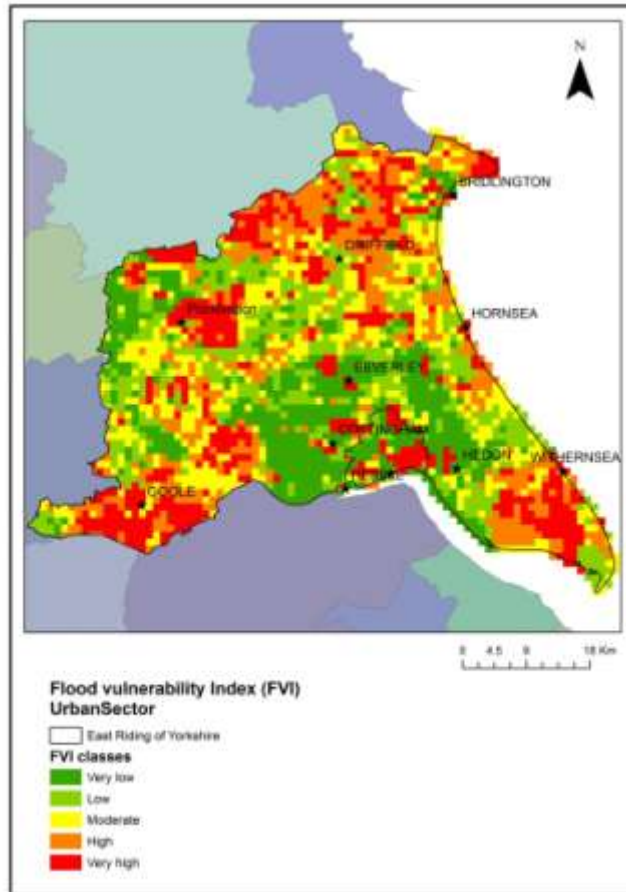 N
BRIDLINGTON
DRIFFIELD
HORNSEA
BEVERLEY
COTTINGHAM
HEDON
WITHERNSEA
GOOLE
0 4.5 9 18 Km
Flood vulnerability Index (FVI)
UrbanSector
East Riding of Yorkshire
FVI classes
Very low
Low
Moderate
High
Very high